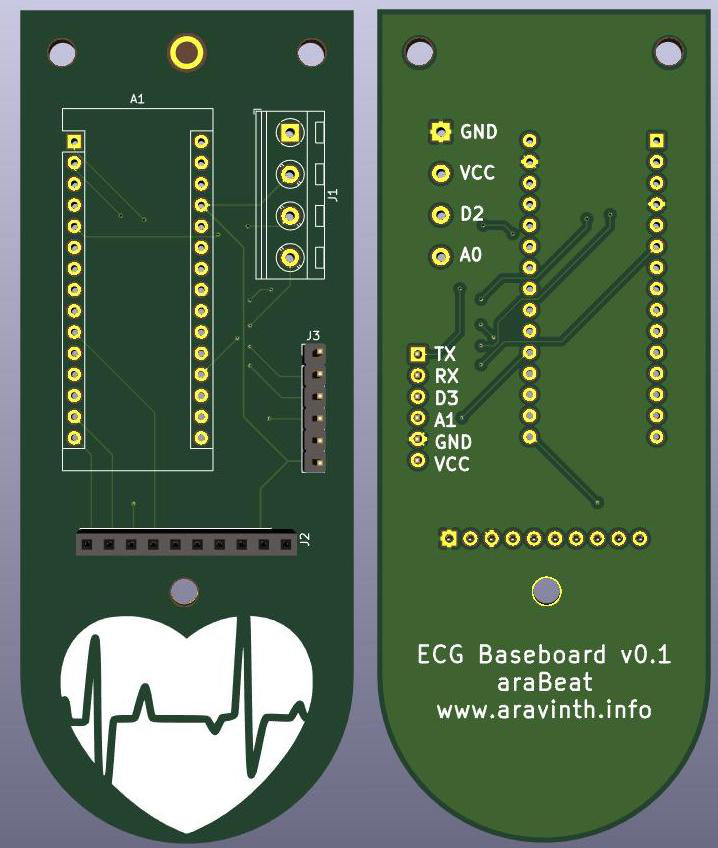 A1
J1
J3
J2
GND
VCC
D2
A0
TX
RX
D3
A1
GND
VCC
ECG Baseboard v0.1
araBeat
www.aravinth.info